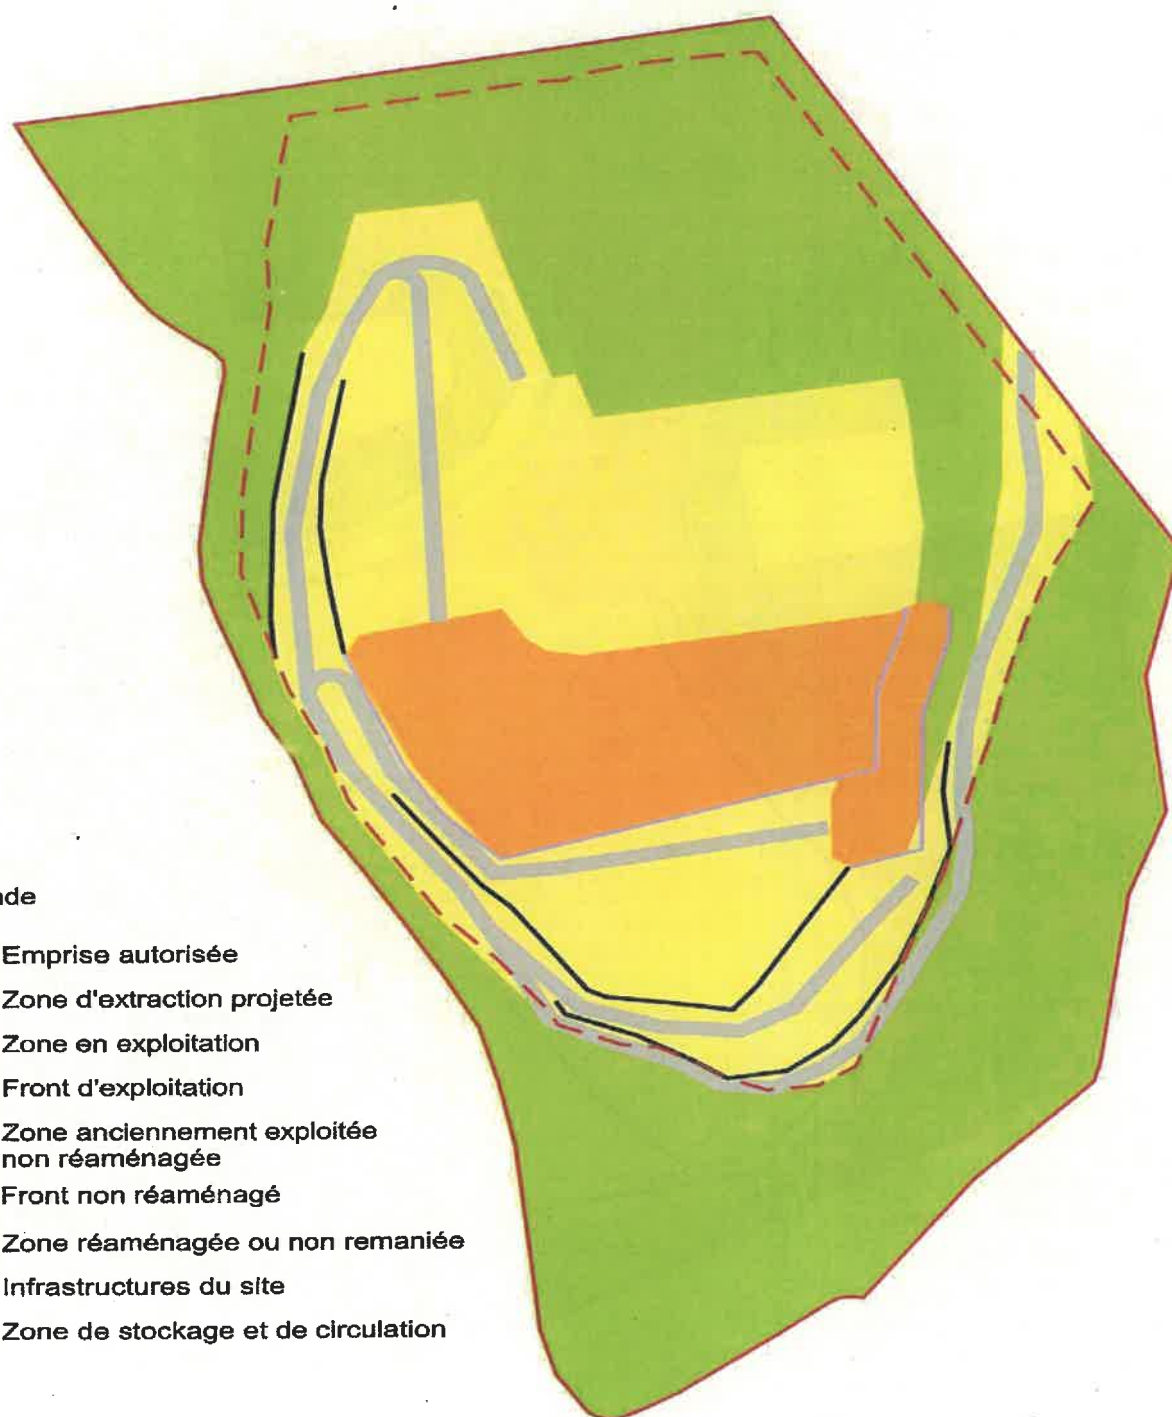 nde
Emprise autorisée
Zone d'extraction projetée
Zone en exploitation
Front d'exploitation
Zone anciennement exploitée
non réaménagée
Front non réaménagé
Zone réaménagée ou non remaniée
Infrastructures du site
Zone de stockage et de circulation